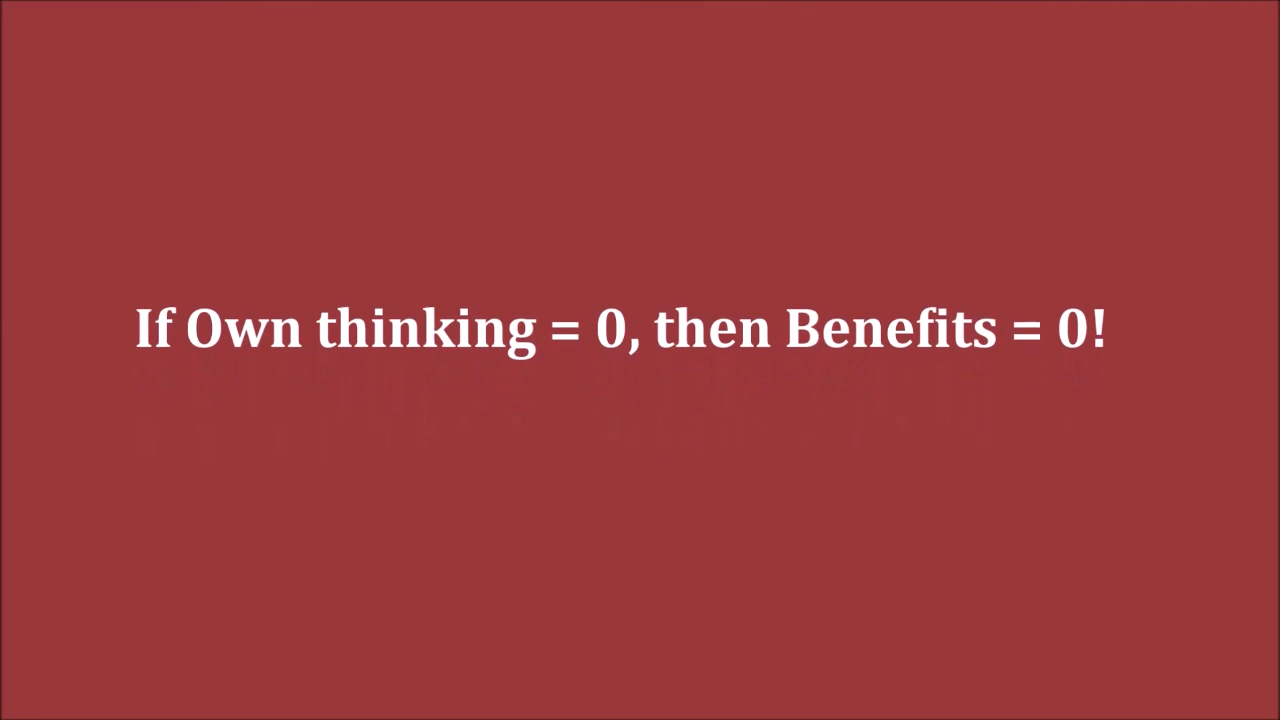 If Own thinking = 0, then Benefits = 0!